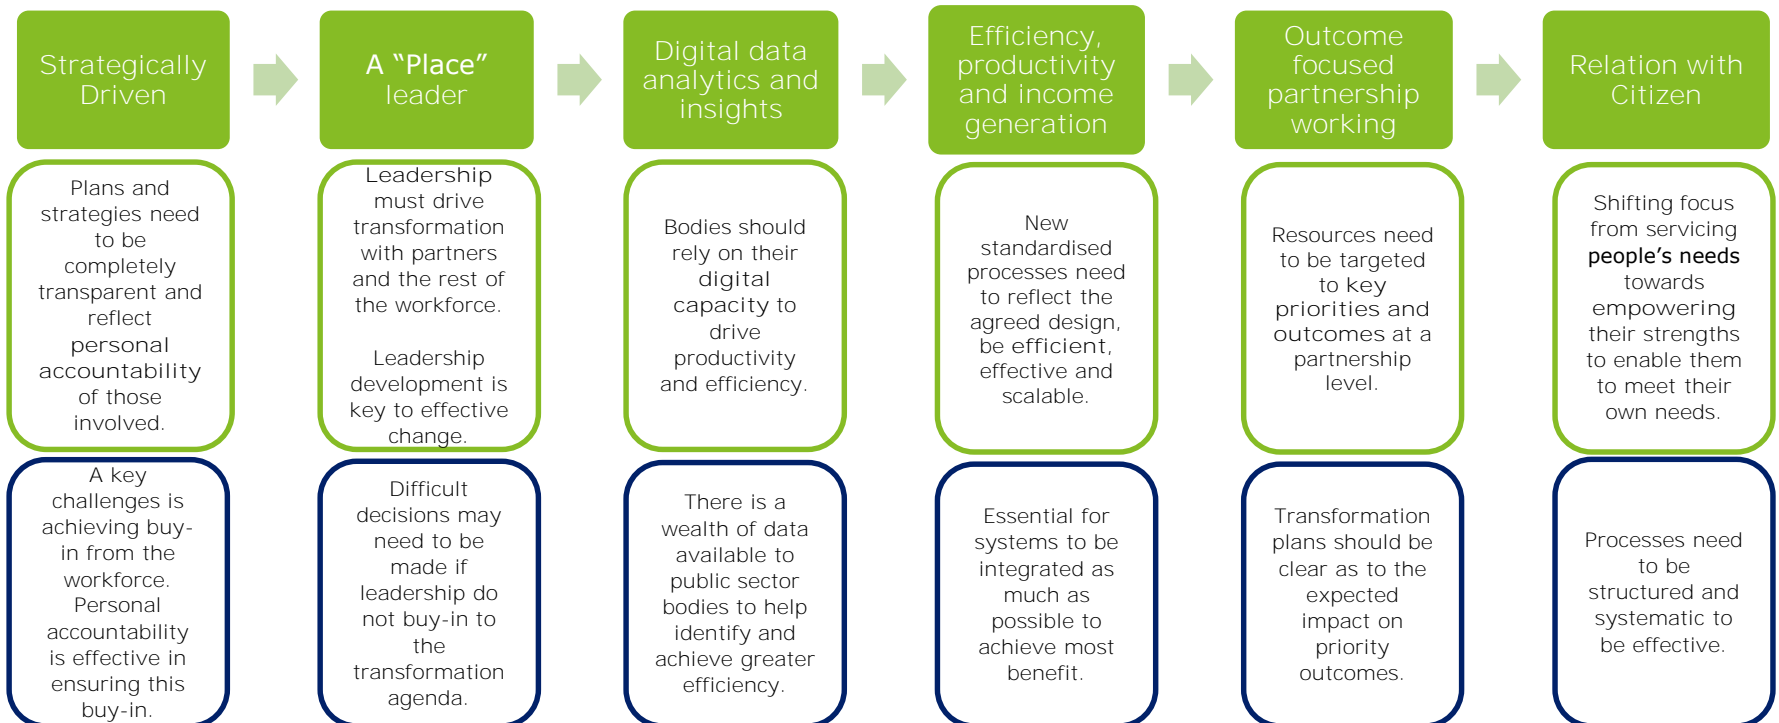 Strategically
Driven
A “Place”
leader
Digital data
analytics and
insights
Efficiency,
productivity
and income
generation
Outcome
focused
partnership
working
Relation with
Citizen
Plans and
strategies need
to be
completely
transparent and
reflect
personal
accountability
of those
involved.
Leadership
must drive
transformation
with partners
and the rest of
the workforce.
Leadership
development is
key to effective
change.
Bodies should
rely on their
digital
capacity to
drive
productivity
and efficiency.
New
standardised
processes need
to reflect the
agreed design,
be efficient,
effective and
scalable.
Resources need
to be targeted
to key
priorities and
outcomes at a
partnership
level.
Shifting focus
from servicing
people’s needs
towards
empowering
their strengths
to enable them
to meet their
own needs.
A key
challenges is
achieving buy-
in from the
workforce.
Personal
accountability
is effective in
ensuring this
buy-in.
Difficult
decisions may
need to be
made if
leadership do
not buy-in to
the
transformation
agenda.
There is a
wealth of data
available to
public sector
bodies to help
identify and
achieve greater
efficiency.
Essential for
systems to be
integrated as
much as
possible to
achieve most
benefit.
Transformation
plans should be
clear as to the
expected
impact on
priority
outcomes.
Processes need
to be
structured and
systematic to
be effective.